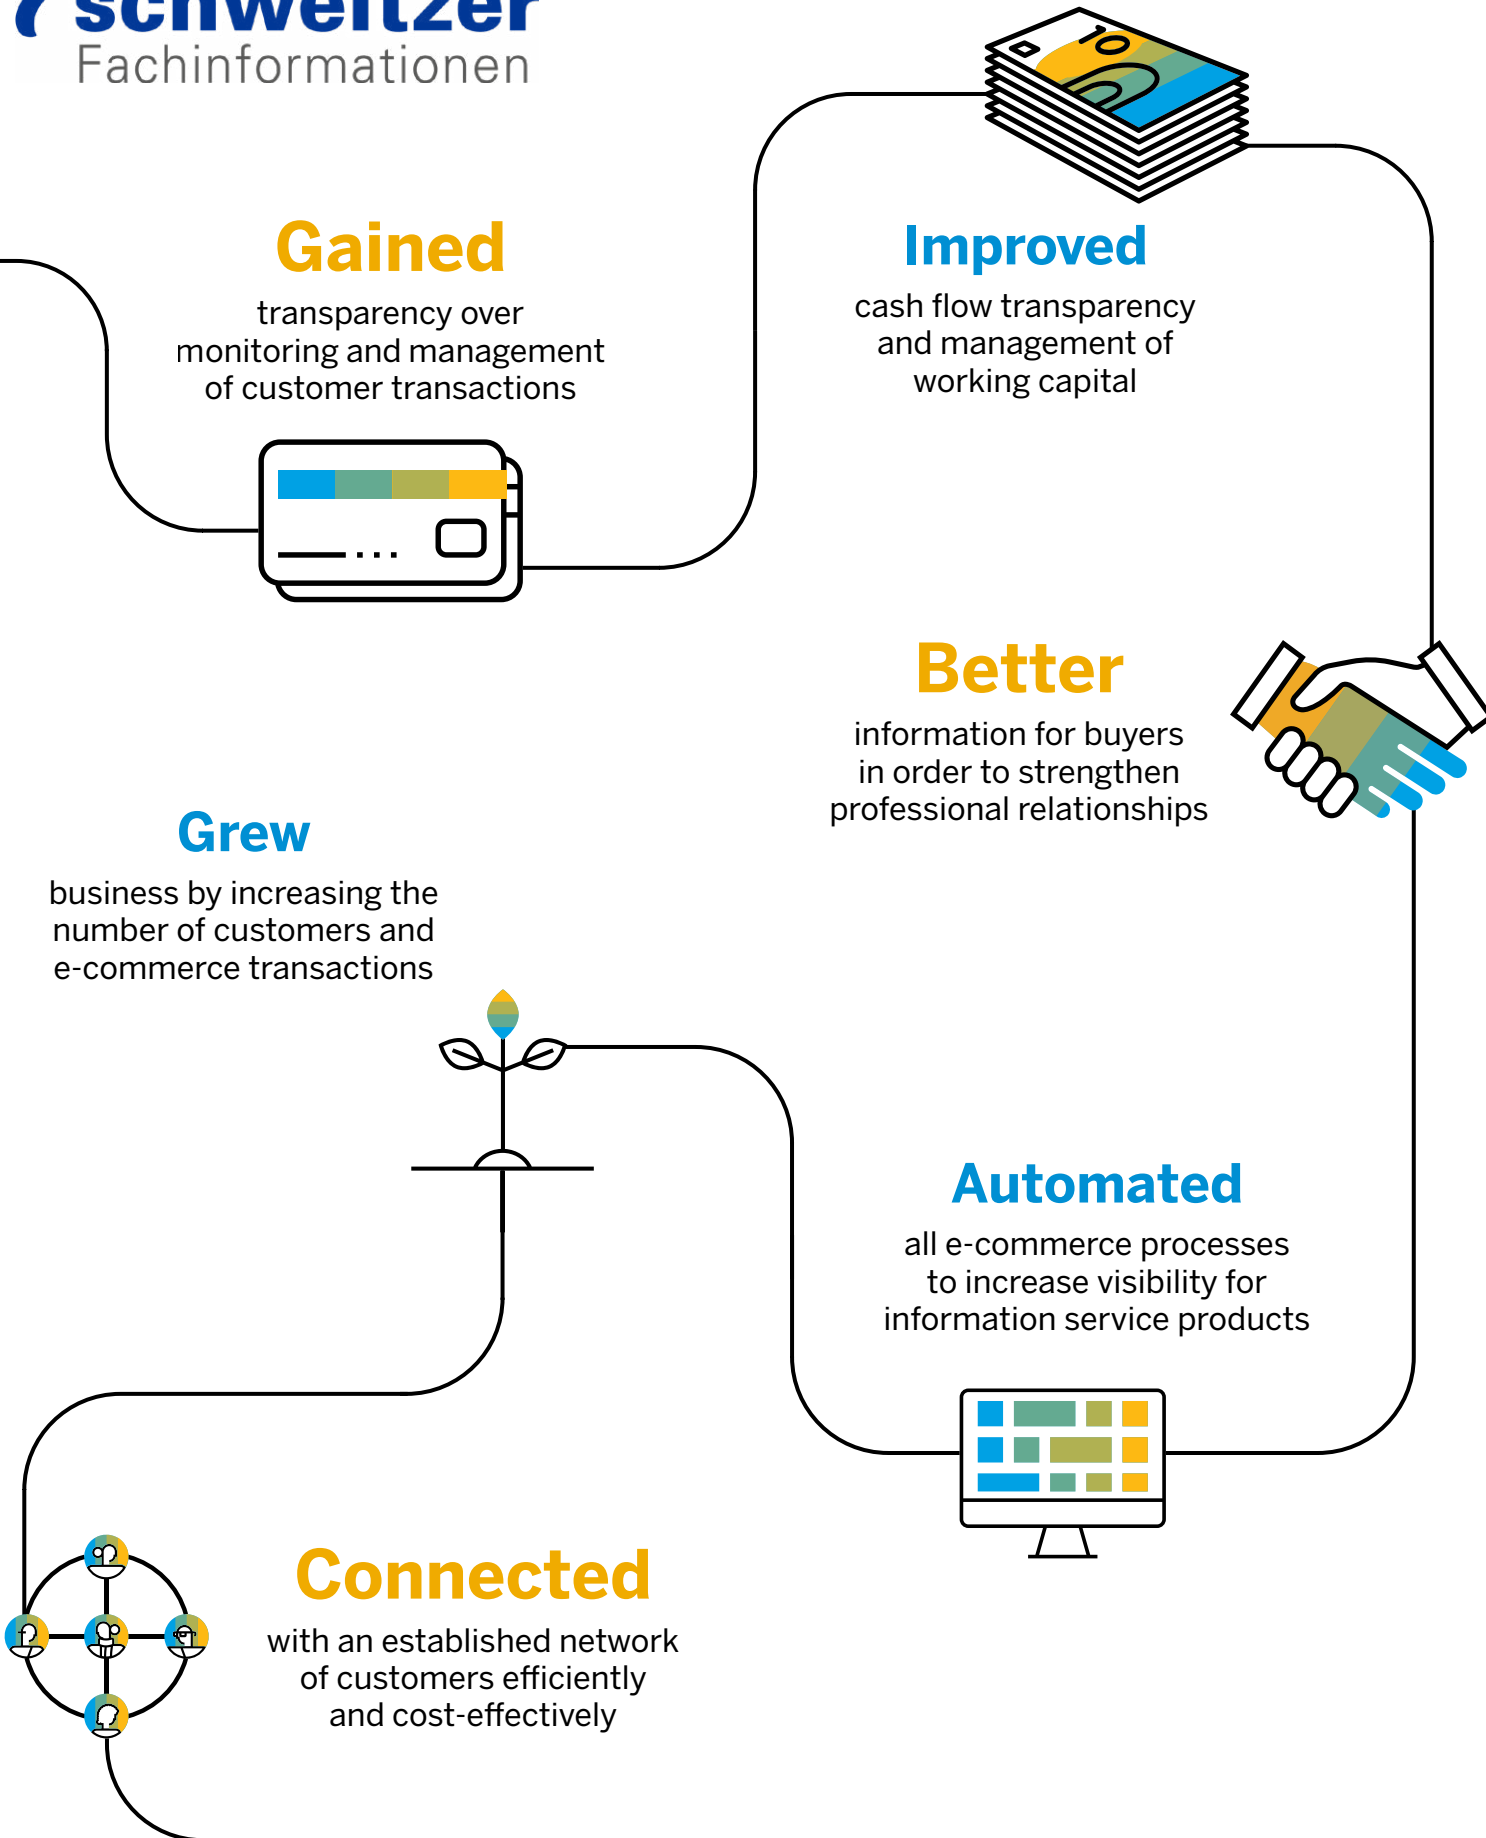 schweitzer
Fachinformationen
Gained
transparency over
monitoring and management
of customer transactions
10
Improved
cash flow transparency
and management of
working capital
Better
information for buyers
in order to strengthen
professional relationships
Grew
business by increasing the
number of customers and
e-commerce transactions
Automated
all e-commerce processes
to increase visibility for
information service products
Connected
with an established network
of customers efficiently
and cost-effectively